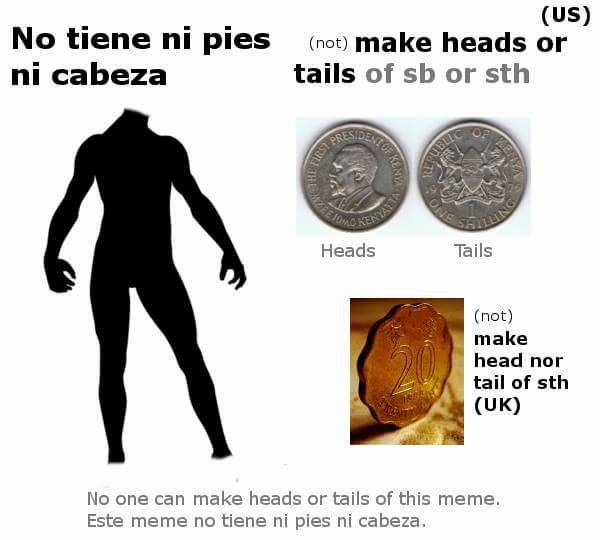 (US)
No tiene ni pies
ni cabeza
(not) make heads or
tails of sb or sth
THE FIRST PRESIDENT OF KENYA
MZEE JOMO KENYATTA
REPUBLIC OF KENYA
ONE SHILLING
Heads
Tails
20
(not)
make
head nor
tail of sth
(UK)
No one can make heads or tails of this meme.
Este meme no tiene ni pies ni cabeza.